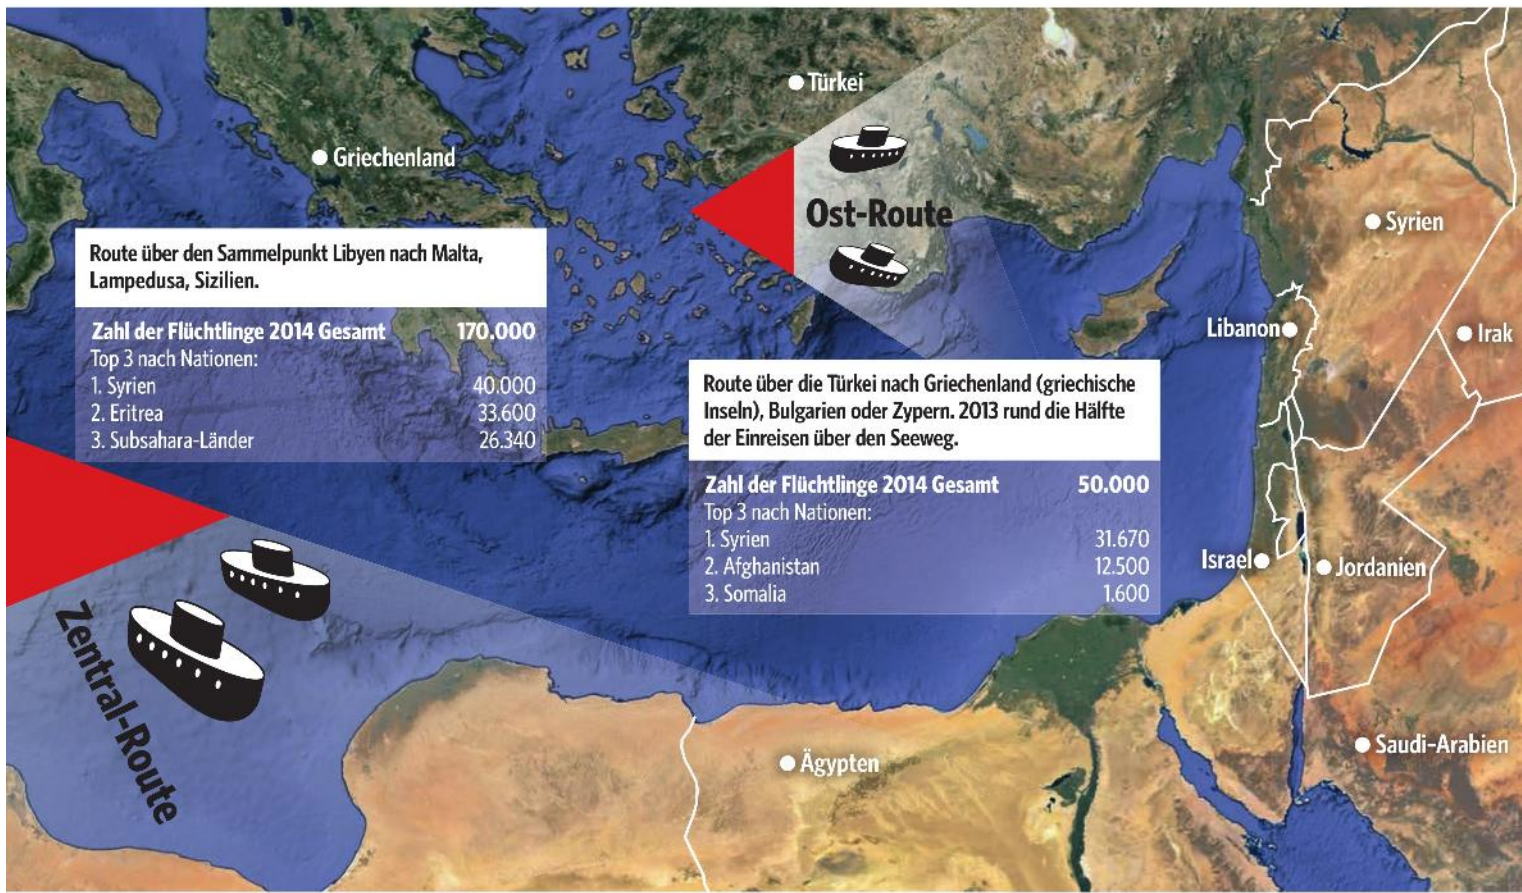 Türkei
Griechenland
Ost-Route
Syrien
Route über den Sammelpunkt Libyen nach Malta,
Lampedusa, Sizilien.
Zahl der Flüchtlinge 2014 Gesamt 170.000
Top 3 nach Nationen:
1. Syrien 40.000
2. Eritrea 33.600
3. Subsahara-Länder 26.340
Libanon
Irak
Route über die Türkei nach Griechenland (griechische
Inseln), Bulgarien oder Zypern. 2013 rund die Hälfte
der Einreisen über den Seeweg.
Zahl der Flüchtlinge 2014 Gesamt 50.000
Top 3 nach Nationen:
1. Syrien 31.670
2. Afghanistan 12.500
3. Somalia 1.600
Israel
Jordanien
Zentral-Route
Ägypten
Saudi-Arabien